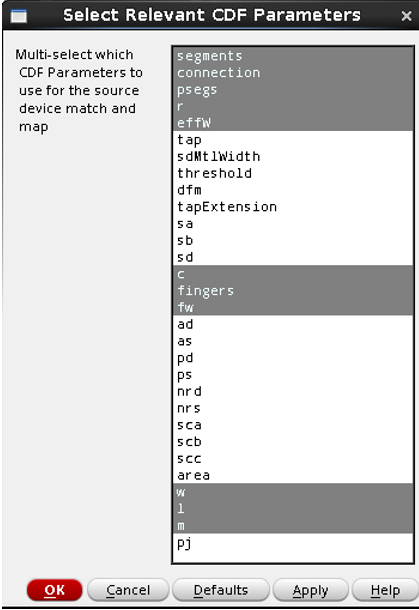 Select Relevant CDF Parameters
Multi-select which
CDF Parameters to
use for the source
device match and
map
segments
connection
psegs
r
effW
tap
sdMtlWidth
threshold
dfm
tapExtension
sa
sb
sd
c
fingers
fw
ad
as
pd
ps
nrd
nrs
sca
scb
scc
area
w
l
m
pj
OK Cancel Defaults Apply Help